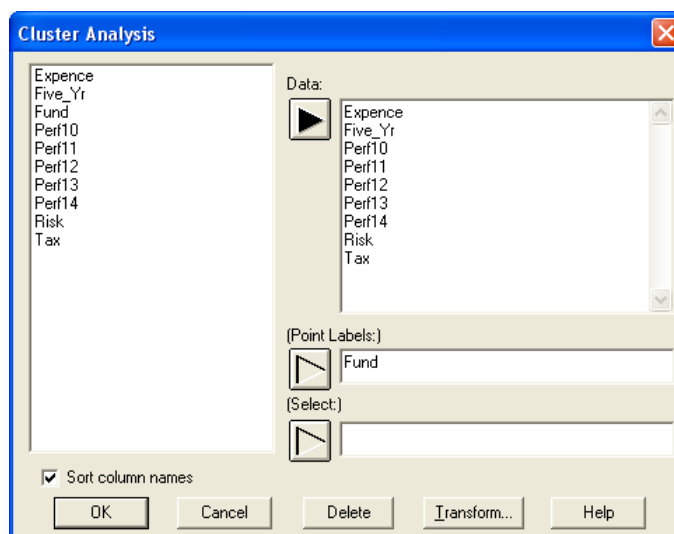 Cluster Analysis
Expence
Five_Yr
Fund
Perf10
Perf11
Perf12
Perf13
Perf14
Risk
Tax
Data:
Expence
Five_Yr
Perf10
Perf11
Perf12
Perf13
Perf14
Risk
Tax
(Point Labels:)
Fund
(Select:)
Sort column names
OK Cancel Delete Transform... Help